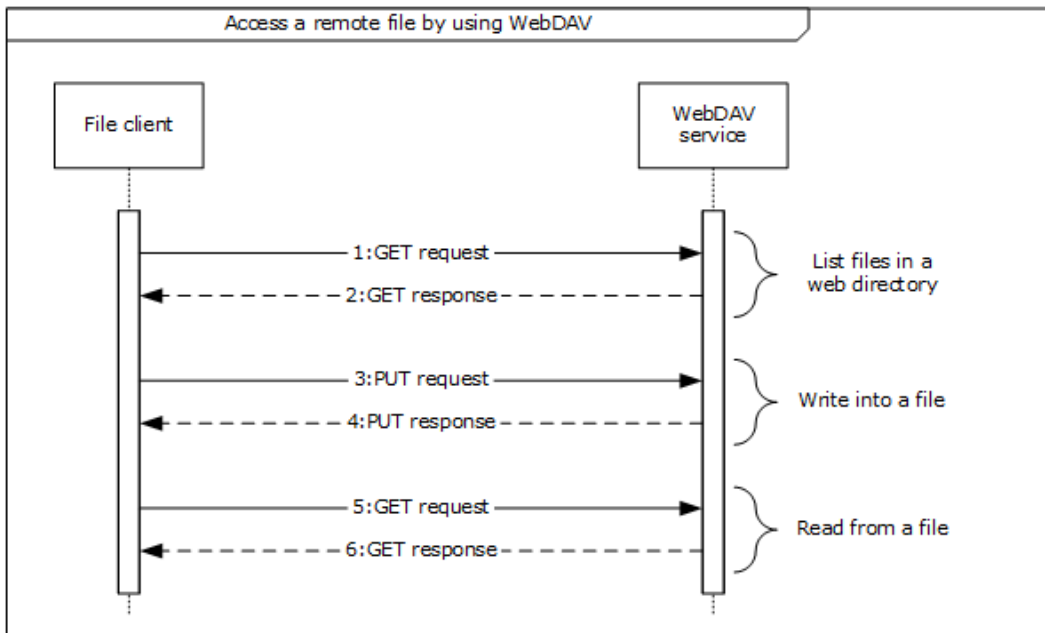 Access a remote file by using WebDAV
File client
WebDAV
service
1:GET request
2:GET response
List files in a
web directory
3:PUT request
4:PUT response
Write into a file
5:GET request
6:GET response
Read from a file